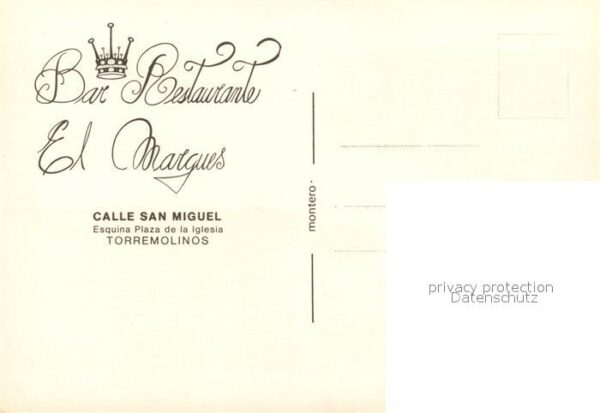 Bar Restaurante
El Marques
CALLE SAN MIGUEL
Esquina Plaza de la Iglesia
TORREMOLINOS
montero·
privacy protection
Datenschutz